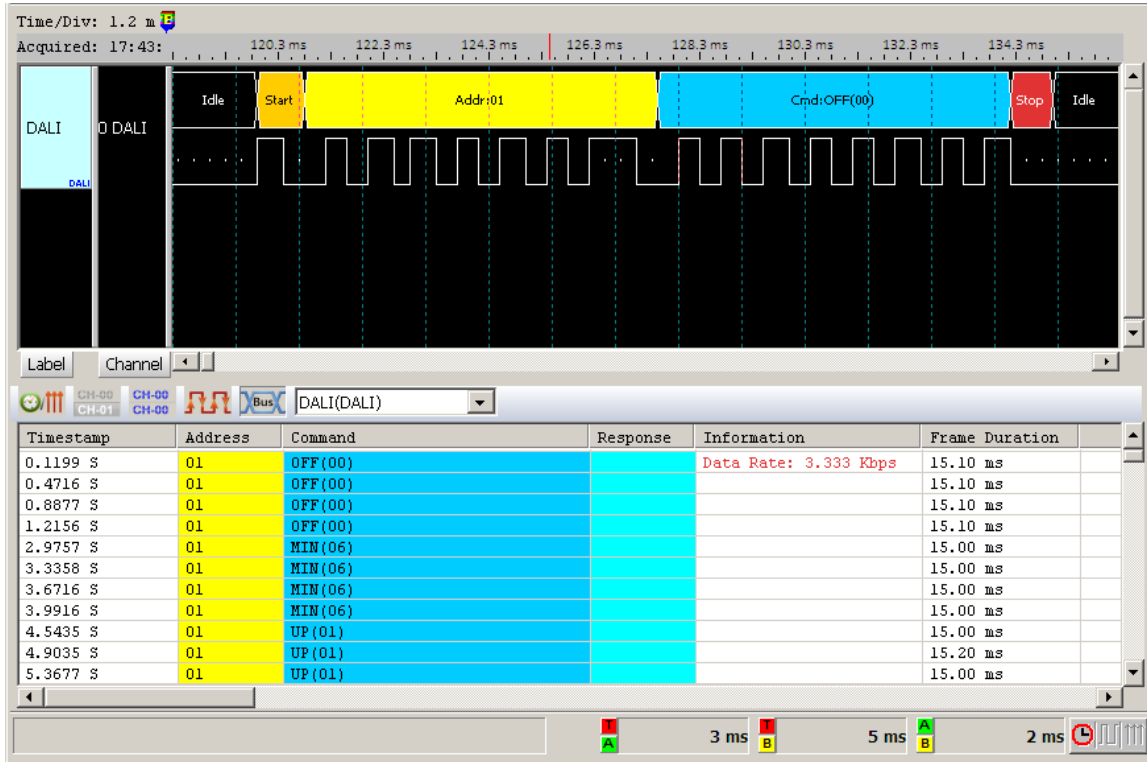 Time/Div: 1.2 m
B
Acquired: 17:43:
120.3 ms 122.3 ms 124.3 ms 126.3 ms 128.3 ms 130.3 ms 132.3 ms 134.3 ms
DALI
0 DALI
DALI
Idle Start Addr:01 Cmd:OFF(00) Stop Idle
Label Channel
CH-00 CH-01 CH-00 CH-00 Bus DALI(DALI)
Timestamp Address Command Response Information Frame Duration
0.1199 S 01 OFF(00) Data Rate: 3.333 Kbps 15.10 ms
0.4716 S 01 OFF(00) 15.10 ms
0.8877 S 01 OFF(00) 15.10 ms
1.2156 S 01 OFF(00) 15.10 ms
2.9757 S 01 MIN(06) 15.00 ms
3.3358 S 01 MIN(06) 15.00 ms
3.6716 S 01 MIN(06) 15.00 ms
3.9916 S 01 MIN(06) 15.00 ms
4.5435 S 01 UP(01) 15.00 ms
4.9035 S 01 UP(01) 15.20 ms
5.3677 S 01 UP(01) 15.00 ms
T A 3 ms T B 5 ms A B 2 ms